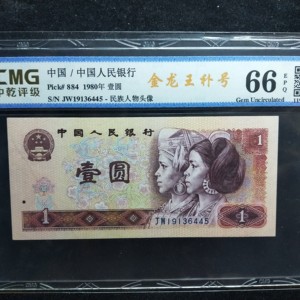 CMG
中乾评级
中国 / 中国人民银行
Pick# 884 1980年 壹圆
S/N JW19136445 - 民族人物头像
金龙王补号
66 EPQ
Gem Uncirculated
中国人民银行
1
壹圆
1
1
JW19136445